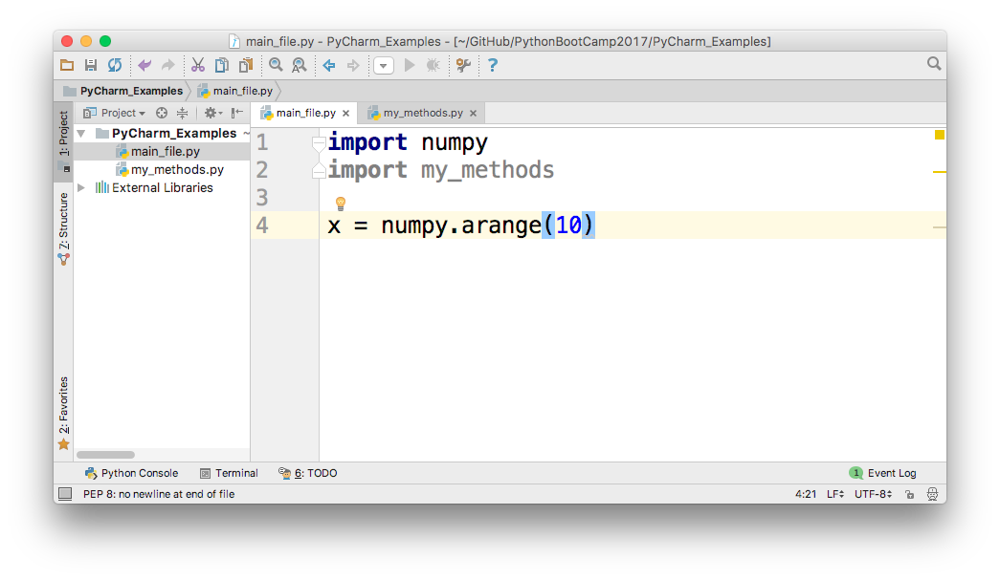 main_file.py - PyCharm_Examples - [~/GitHub/PythonBootCamp2017/PyCharm_Examples]
PyCharm_Examples main_file.py
1: Project
Z: Structure
2: Favorites
Project
PyCharm_Examples ~
main_file.py
my_methods.py
External Libraries
main_file.py × my_methods.py ×
1 import numpy
2 import my_methods
3
4 x = numpy.arange(10)
Python Console Terminal 6: TODO 1 Event Log
PEP 8: no newline at end of file 4:21 LF÷ UTF-8÷